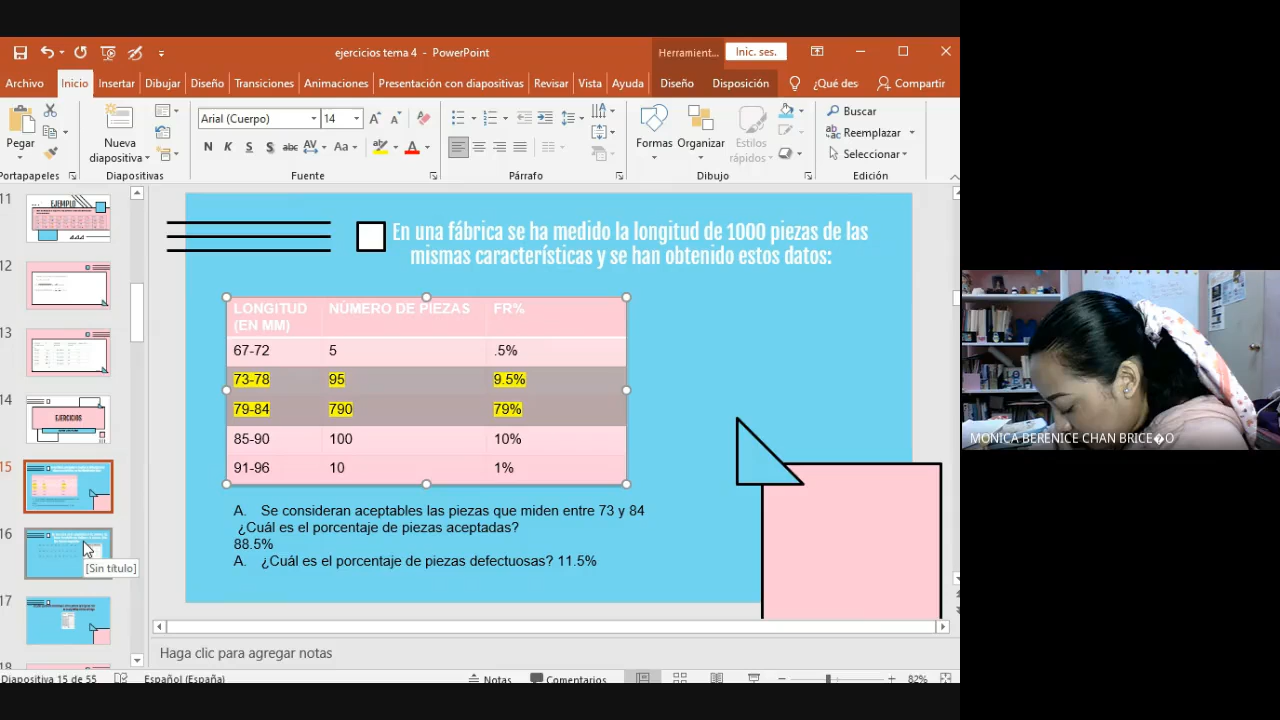 ejercicios tema 4 - PowerPoint
Herramient...
Inic. ses.
Archivo Inicio Insertar Dibujar Diseño Transiciones Animaciones Presentación con diapositivas Revisar Vista Ayuda Diseño Disposición ¿Qué des Compartir
Pegar
Nueva
diapositiva
Arial (Cuerpo) 14
N K S S abc AV Aa A
Formas Organizar Estilos
rápidos
Buscar
Reemplazar
Seleccionar
Portapapeles Diapositivas Fuente Párrafo Dibujo Edición
11
EJEMPLO
12
13
14
EJERCICIOS
15
16
[Sin título]
17
18
En una fábrica se ha medido la longitud de 1000 piezas de las
mismas características y se han obtenido estos datos:
LONGITUD
(EN MM) NÚMERO DE PIEZAS FR%
67-72 5 .5%
73-78 95 9.5%
79-84 790 79%
85-90 100 10%
91-96 10 1%
A. Se consideran aceptables las piezas que miden entre 73 y 84
¿Cuál es el porcentaje de piezas aceptadas?
88.5%
A. ¿Cuál es el porcentaje de piezas defectuosas? 11.5%
Haga clic para agregar notas
Diapositiva 15 de 55 Español (España) Notas Comentarios 82%
MONICA BERENICE CHAN BRICE�O